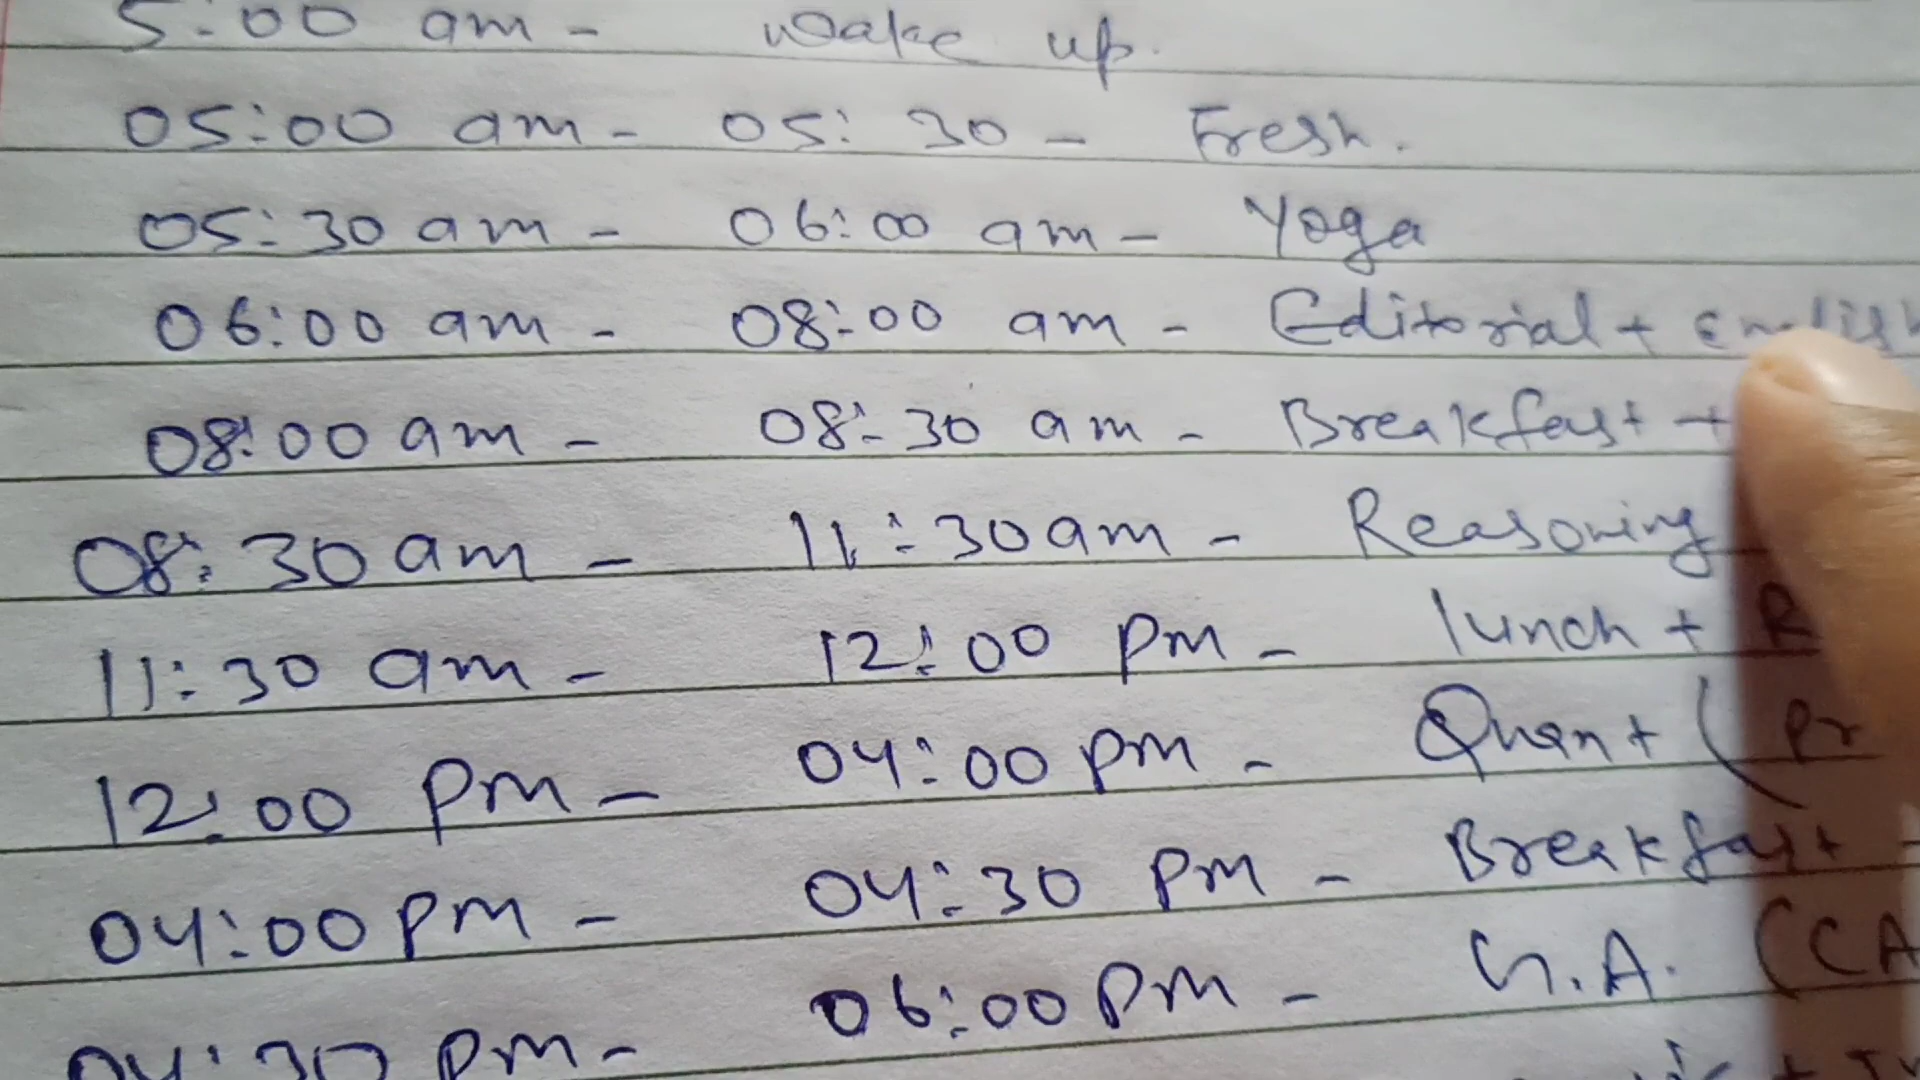 5:00 am - Wake up.
05:00 am - 05:30 - Fresh.
05:30 am - 06:00 am - Yoga
06:00 am - 08:00 am - Editorial + English
08:00 am - 08:30 am - Breakfast +
08:30 am - 11:30 am - Reasoning
11:30 am - 12:00 pm - lunch + R
12:00 pm - 04:00 pm - Quant (Pr
04:00 pm - 04:30 pm - Breakfast +
04:30 pm - 06:00 pm - G.A. (CA